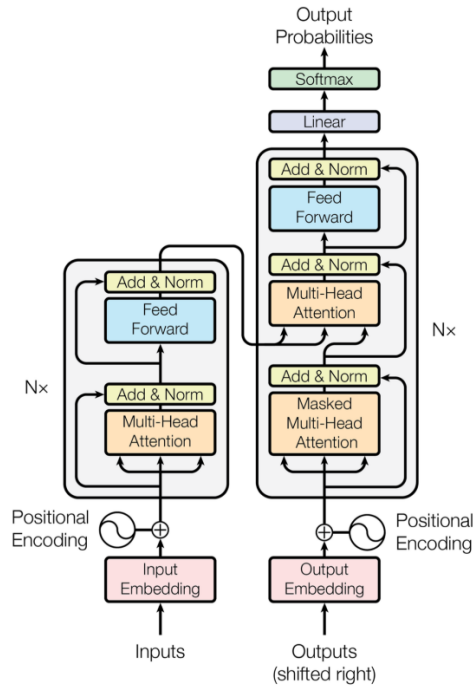 Output
Probabilities
Softmax
Linear
Add & Norm
Feed
Forward
Add & Norm
Multi-Head
Attention
Add & Norm
Masked
Multi-Head
Attention
N×
Add & Norm
Feed
Forward
N×
Add & Norm
Multi-Head
Attention
Positional
Encoding
Positional
Encoding
Input
Embedding
Output
Embedding
Inputs
Outputs
(shifted right)